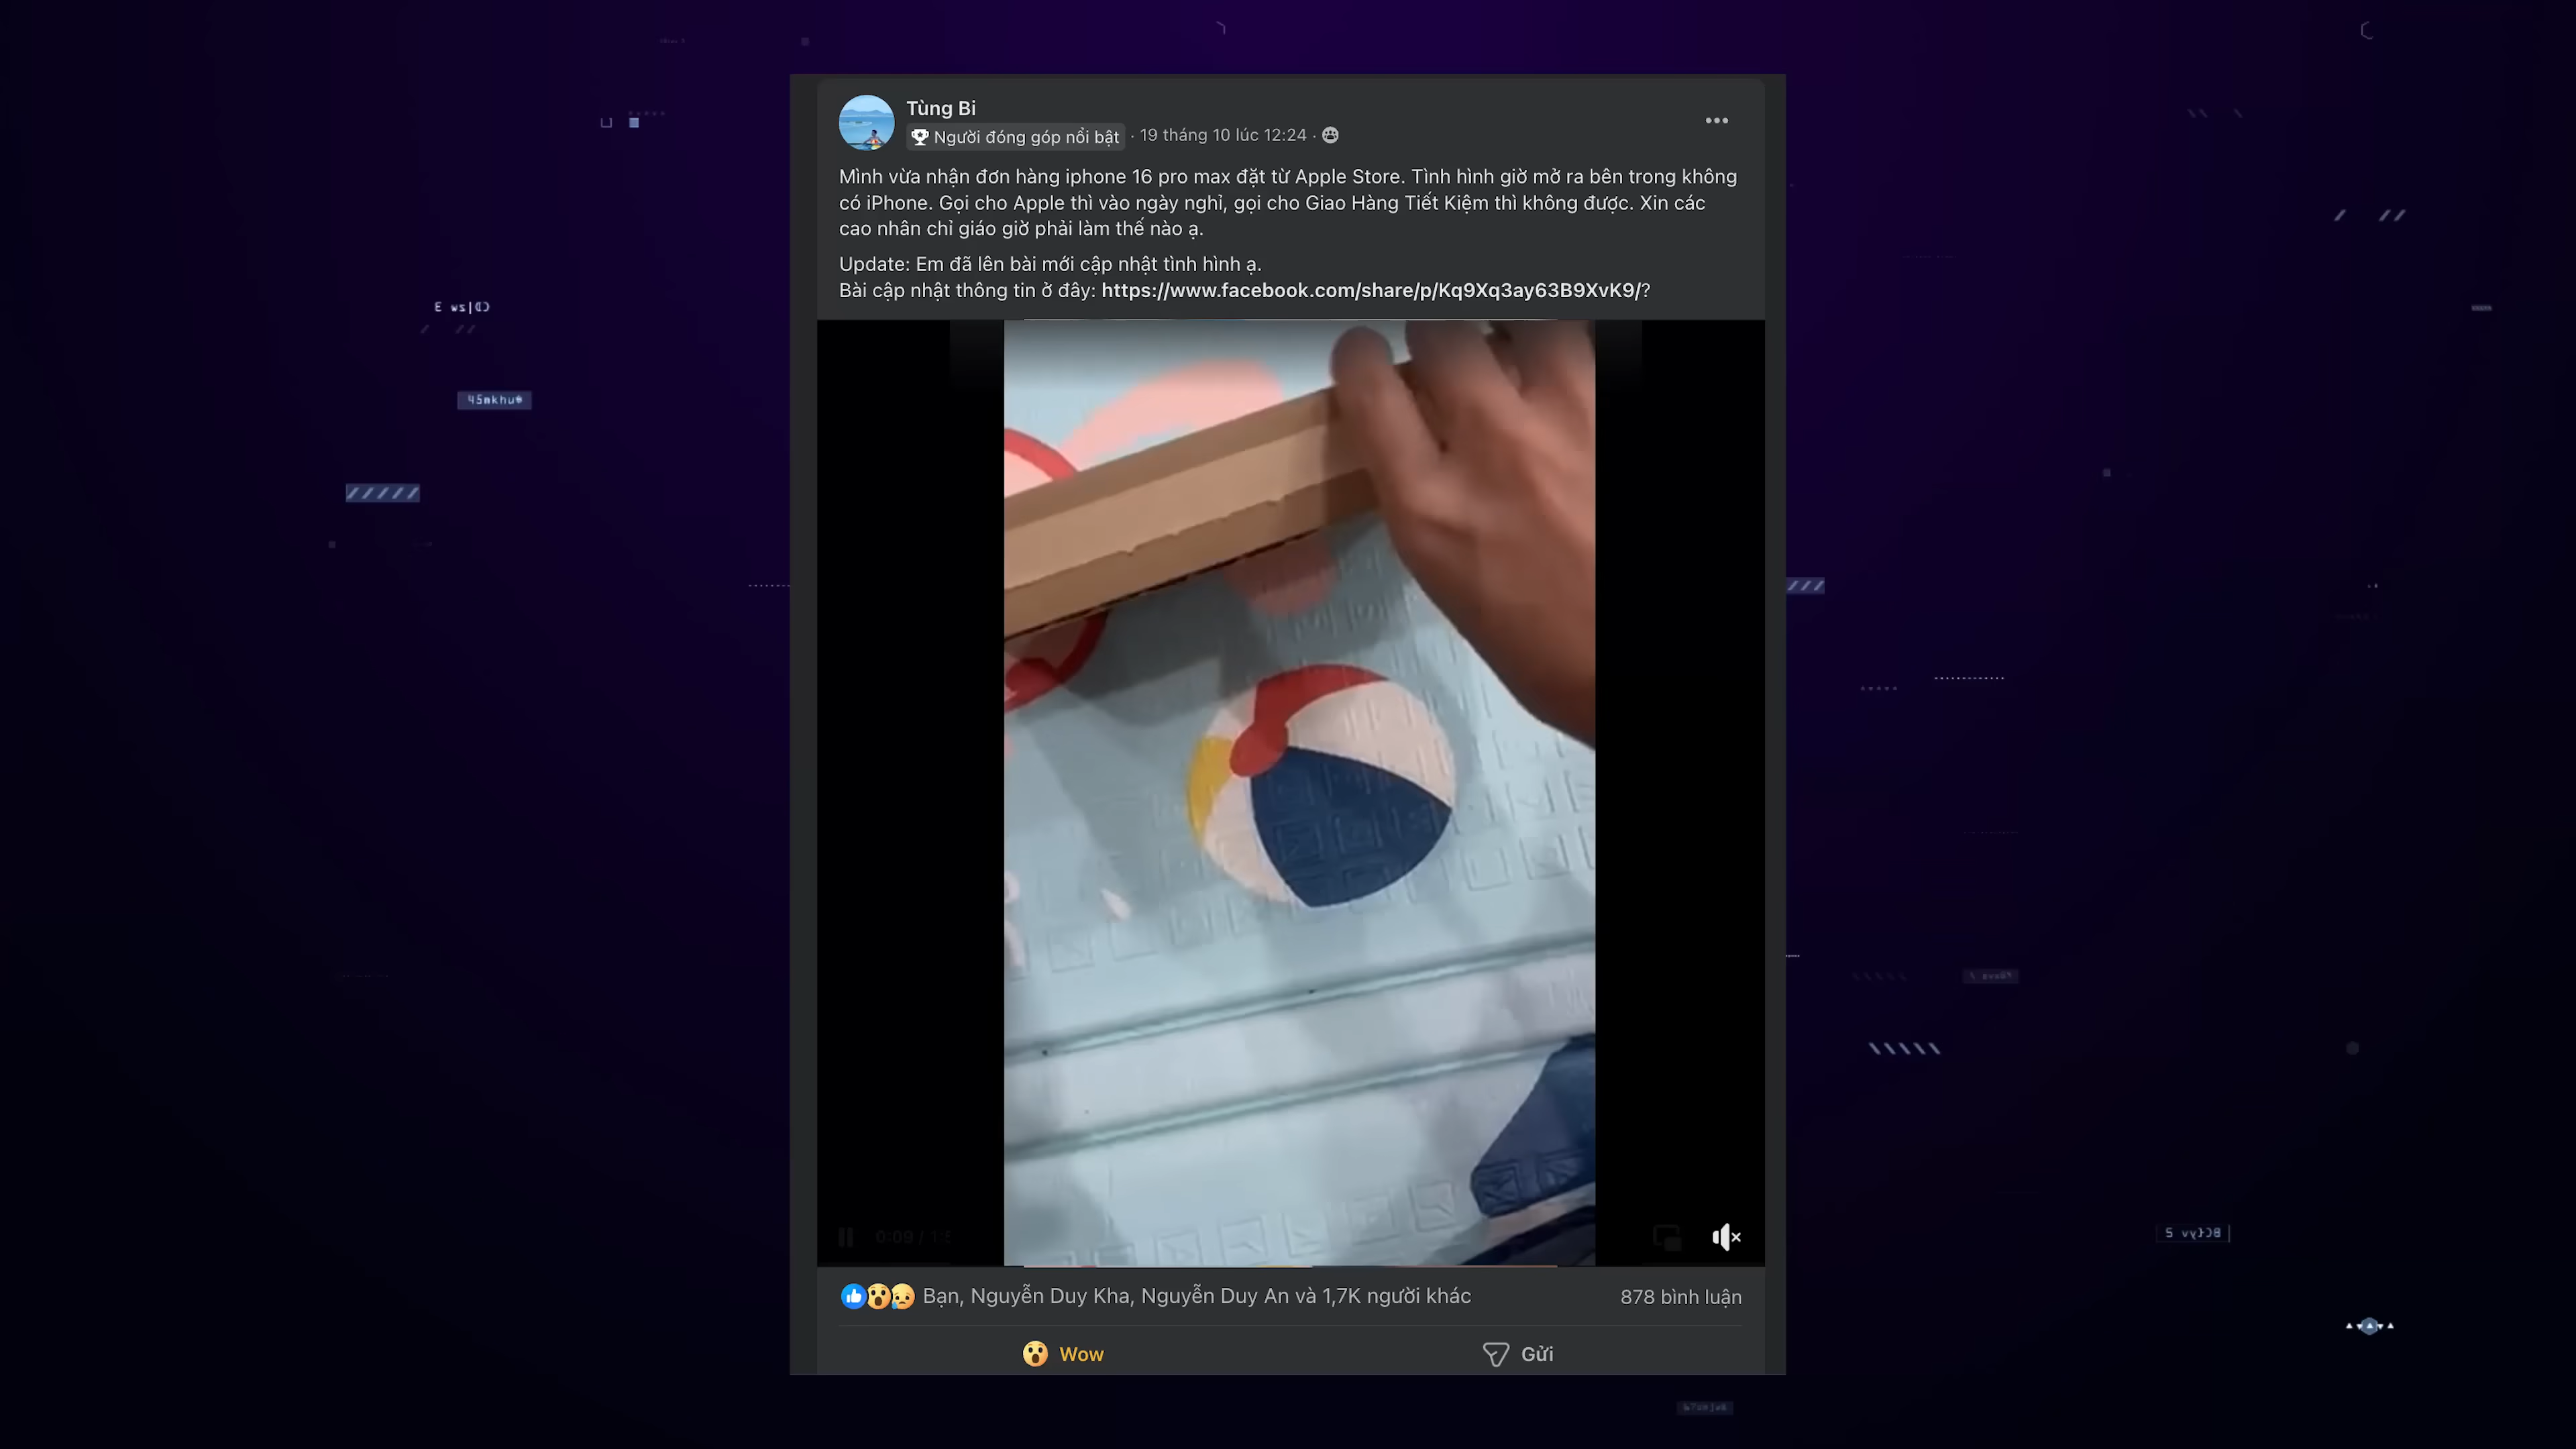 Tùng Bi
Người đóng góp nổi bật · 19 tháng 10 lúc 12:24 ·
Mình vừa nhận đơn hàng iphone 16 pro max đặt từ Apple Store. Tình hình giờ mở ra bên trong không
có iPhone. Gọi cho Apple thì vào ngày nghỉ, gọi cho Giao Hàng Tiết Kiệm thì không được. Xin các
cao nhân chỉ giáo giờ phải làm thế nào ạ.
Update: Em đã lên bài mới cập nhật tình hình ạ.
Bài cập nhật thông tin ở đây: https://www.facebook.com/share/p/Kq9Xq3ay63B9XvK9/?
Bạn, Nguyễn Duy Kha, Nguyễn Duy An và 1,7K người khác
878 bình luận
Wow
Gửi